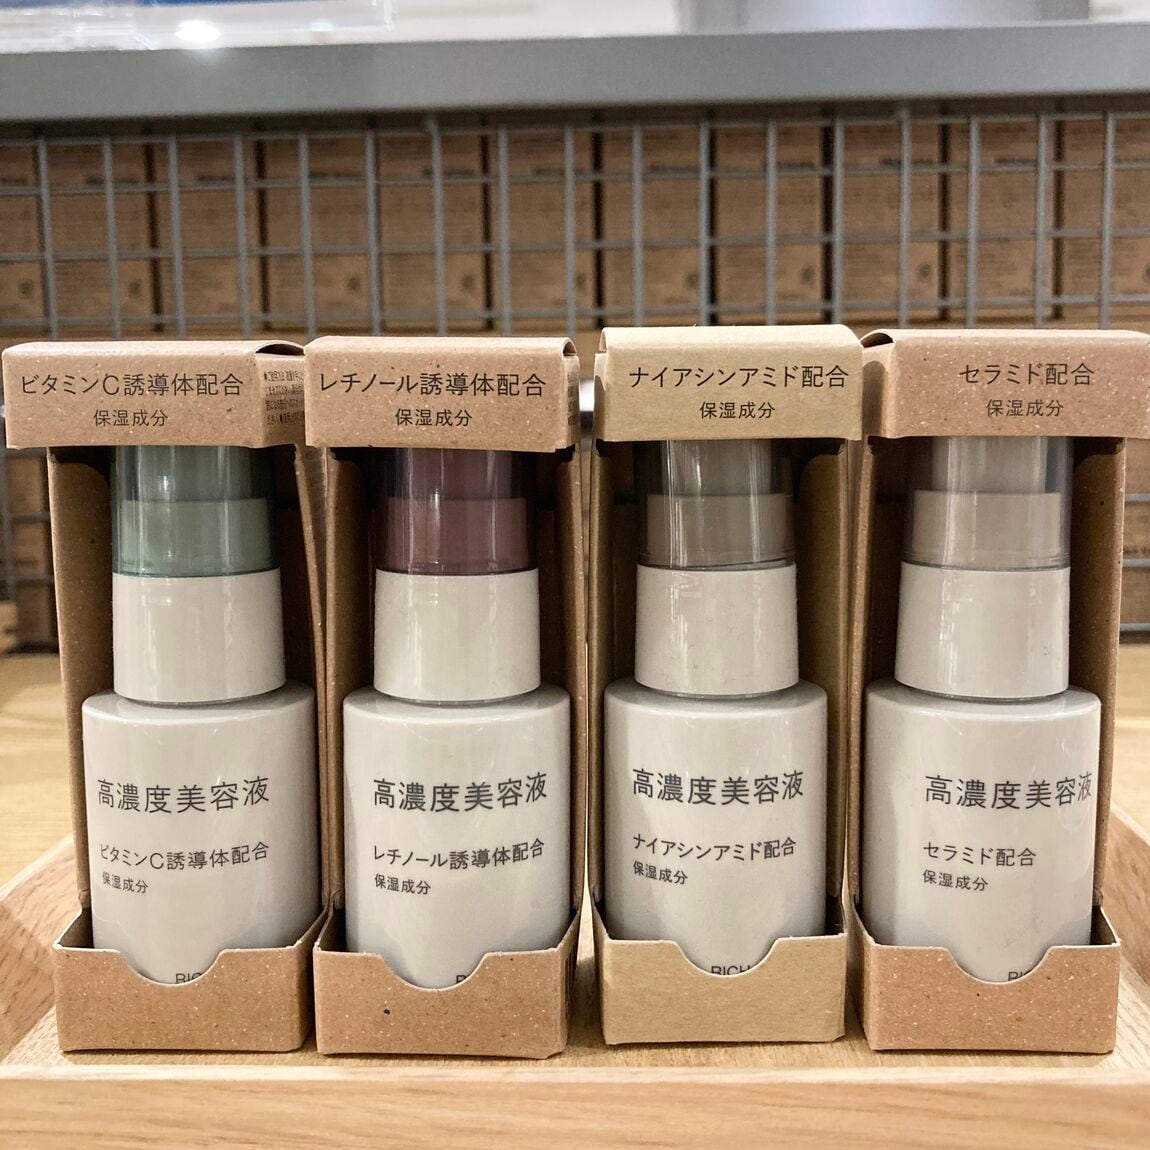 ビタミンC誘導体配合
保湿成分
レチノール誘導体配合
保湿成分
ナイアシンアミド配合
保湿成分
セラミド配合
保湿成分
高濃度美容液
ビタミンC誘導体配合
保湿成分
高濃度美容液
レチノール誘導体配合
保湿成分
高濃度美容液
ナイアシンアミド配合
保湿成分
RICH
高濃度美容液
セラミド配合
保湿成分